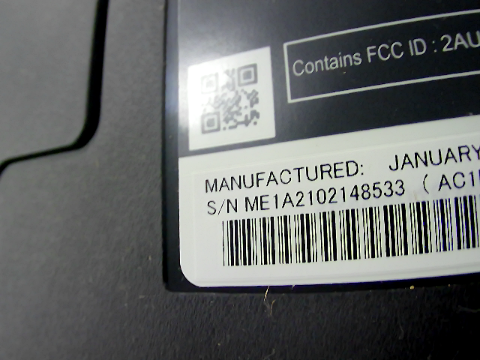 Contains FCC ID : 2AU
MANUFACTURED: JANUARY
S/N ME1A2102148533 ( AC1